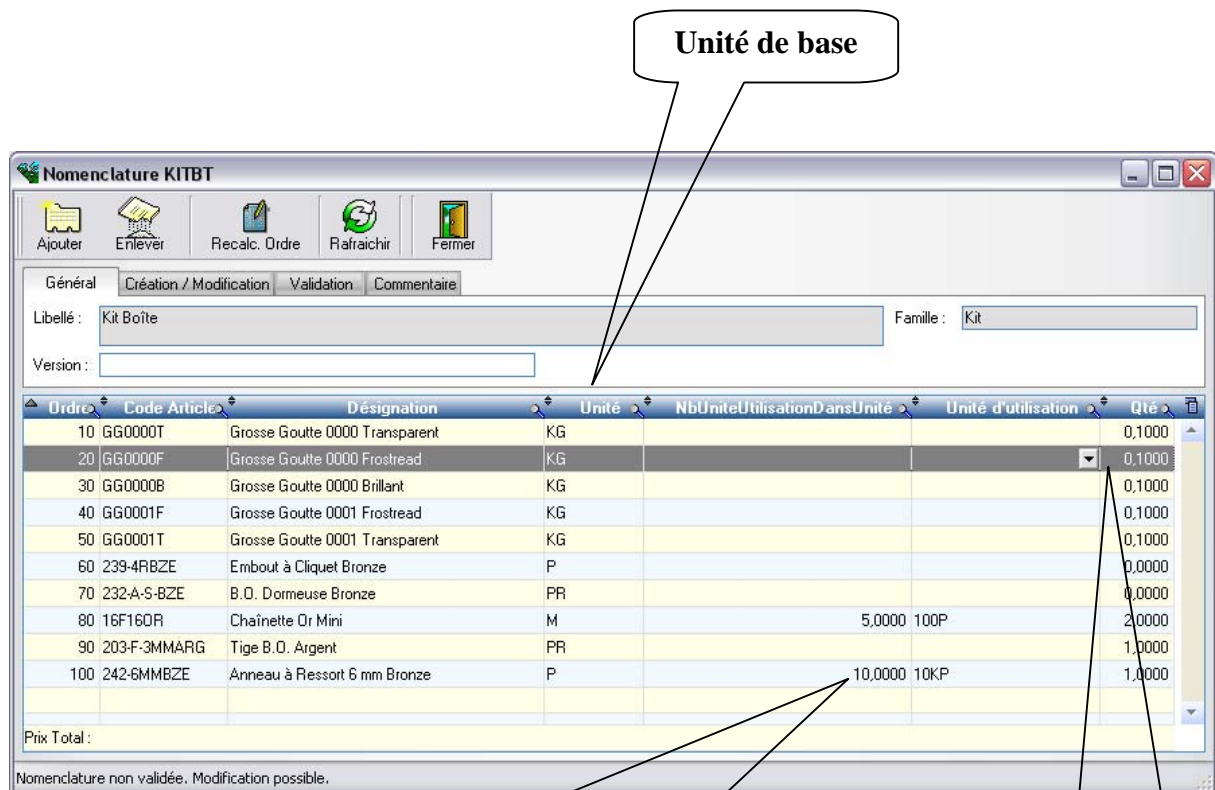 Unité de base
Nomenclature KITBT
Ajouter Enlever Recalc. Ordre Rafraichir Fermer
Général Création / Modification Validation Commentaire
Libellé : Kit Boîte Famille : Kit
Version :
Ordre Code Article Désignation Unité NbUniteUtilisationDansUnité Unité d'utilisation Qté
10 GG0000T Grosse Goutte 0000 Transparent KG 0,1000
20 GG0000F Grosse Goutte 0000 Frostread KG 0,1000
30 GG0000B Grosse Goutte 0000 Brillant KG 0,1000
40 GG0001F Grosse Goutte 0001 Frostread KG 0,1000
50 GG0001T Grosse Goutte 0001 Transparent KG 0,1000
60 239-4RBZE Embout à Cliquet Bronze P 0,0000
70 232-A-S-BZE B.O. Dormeuse Bronze PR 0,0000
80 16F16OR Chaînette Or Mini M 5,0000 100P 2,0000
90 203-F-3MMARG Tige B.O. Argent PR 1,0000
100 242-6MMBZE Anneau à Ressort 6 mm Bronze P 10,0000 10KP 1,0000
Prix Total :
Nomenclature non validée. Modification possible.